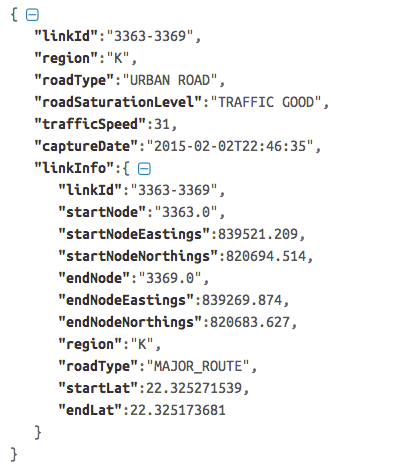 {
"linkId":"3363-3369",
"region":"K",
"roadType":"URBAN ROAD",
"roadSaturationLevel":"TRAFFIC GOOD",
"trafficSpeed":31,
"captureDate":"2015-02-02T22:46:35",
"linkInfo":{
"linkId":"3363-3369",
"startNode":"3363.0",
"startNodeEastings":839521.209,
"startNodeNorthings":820694.514,
"endNode":"3369.0",
"endNodeEastings":839269.874,
"endNodeNorthings":820683.627,
"region":"K",
"roadType":"MAJOR_ROUTE",
"startLat":22.325271539,
"endLat":22.325173681
}
}